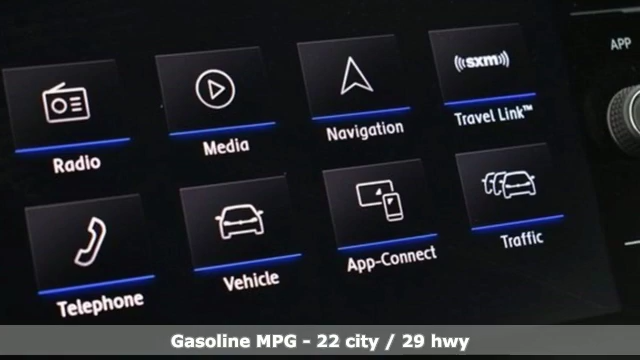 APP
((sxm))
Radio
Media
Navigation
Travel Link™
Telephone
Vehicle
App-Connect
Traffic
Gasoline MPG - 22 city / 29 hwy